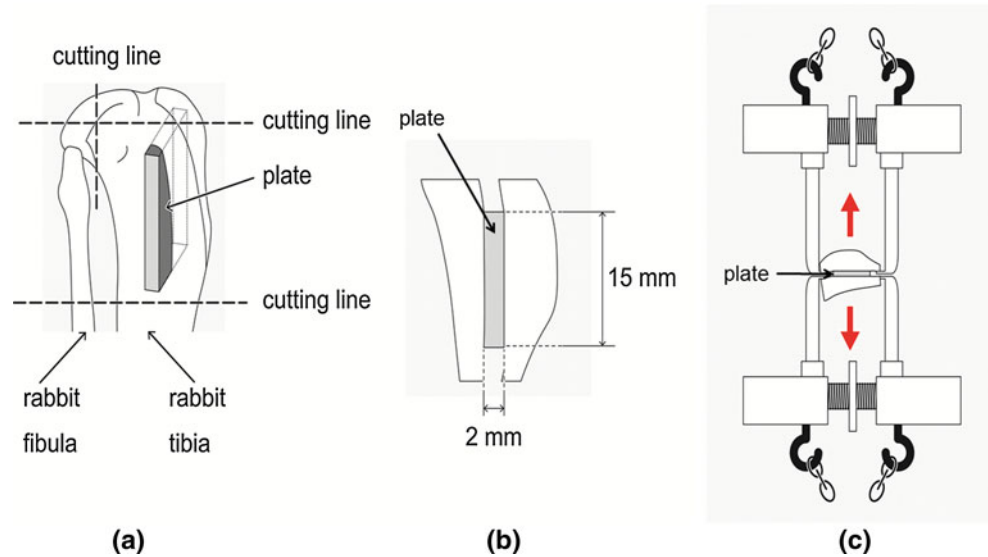 cutting line
cutting line
plate
cutting line
rabbit
fibula
rabbit
tibia
(a)
plate
15 mm
2 mm
(b)
plate
(c)